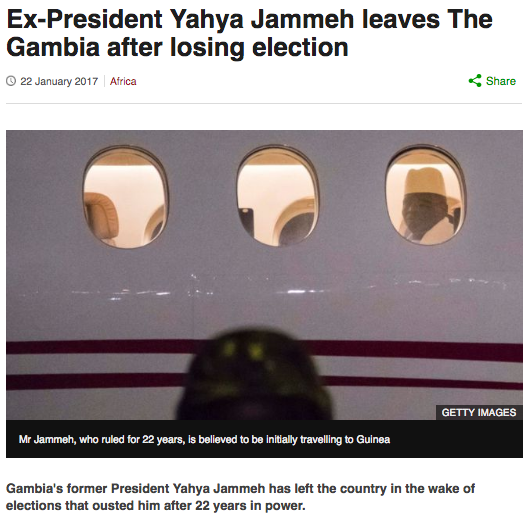 Ex-President Yahya Jammeh leaves The
Gambia after losing election
22 January 2017 Africa
Share
GETTY IMAGES
Mr Jammeh, who ruled for 22 years, is believed to be initially travelling to Guinea
Gambia's former President Yahya Jammeh has left the country in the wake of
elections that ousted him after 22 years in power.